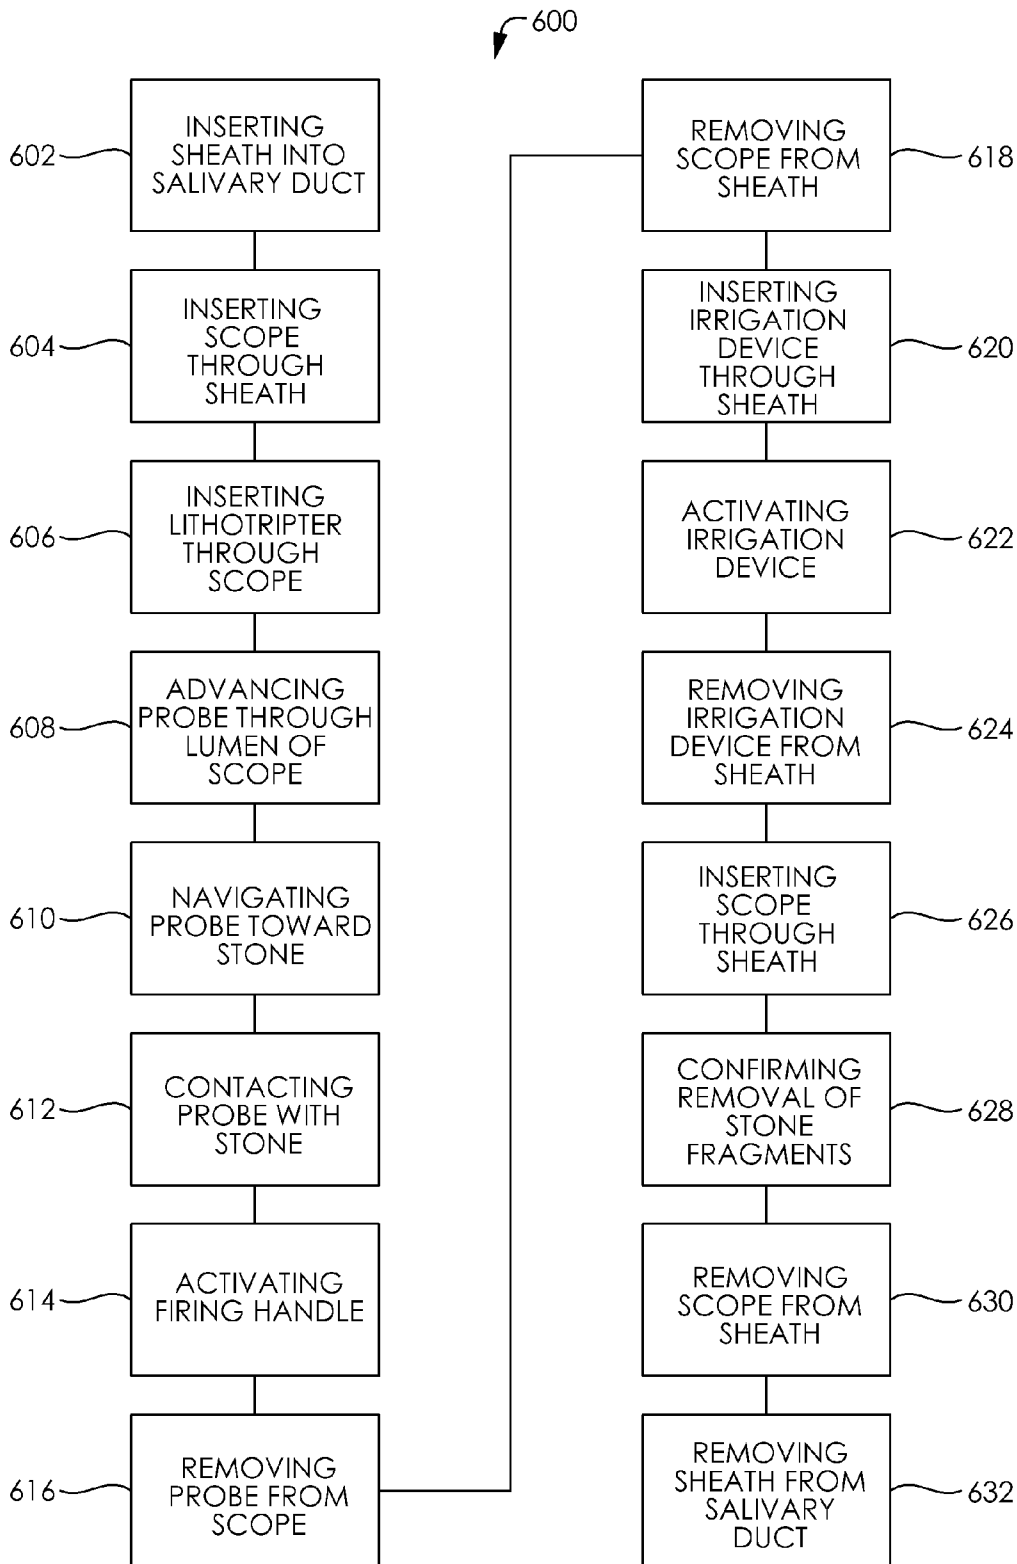 600
602
INSERTING
SHEATH INTO
SALIVARY DUCT
604
INSERTING
SCOPE
THROUGH
SHEATH
606
INSERTING
LITHOTRIPTER
THROUGH
SCOPE
608
ADVANCING
PROBE THROUGH
LUMEN OF
SCOPE
610
NAVIGATING
PROBE TOWARD
STONE
612
CONTACTING
PROBE WITH
STONE
614
ACTIVATING
FIRING HANDLE
616
REMOVING
PROBE FROM
SCOPE
REMOVING
SCOPE FROM
SHEATH
618
INSERTING
IRRIGATION
DEVICE
THROUGH
SHEATH
620
ACTIVATING
IRRIGATION
DEVICE
622
REMOVING
IRRIGATION
DEVICE FROM
SHEATH
624
INSERTING
SCOPE
THROUGH
SHEATH
626
CONFIRMING
REMOVAL OF
STONE
FRAGMENTS
628
REMOVING
SCOPE FROM
SHEATH
630
REMOVING
SHEATH FROM
SALIVARY
DUCT
632